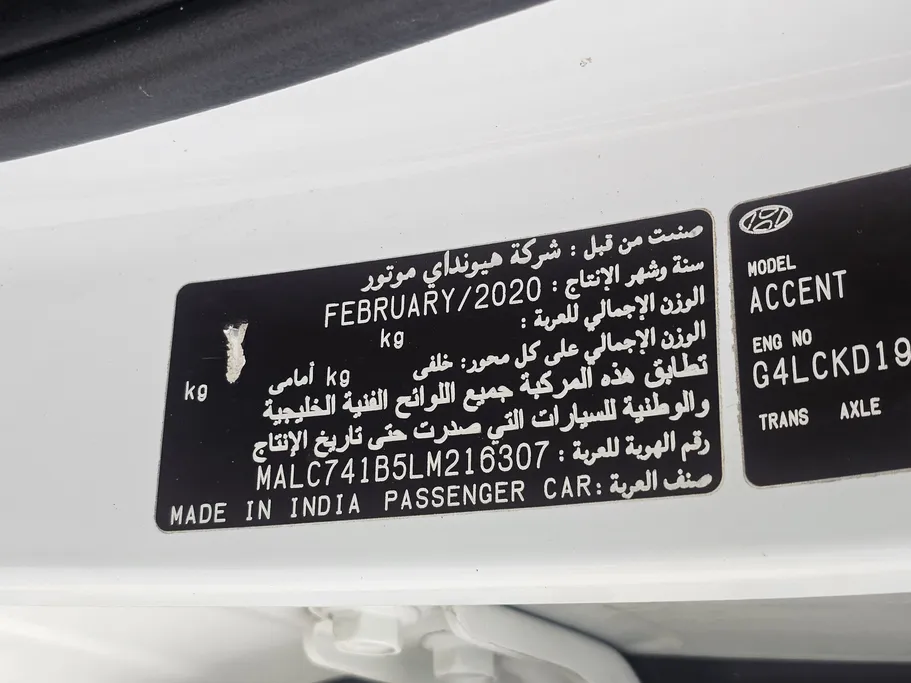 صنعت من قبل : شركة هيونداي موتور
سنة وشهر الإنتاج : FEBRUARY/2020
الوزن الإجمالي للعربة : kg
الوزن الإجمالي على كل محور: خلفى kg أمامى kg
تطابق هذه المركبة جميع اللوائح الفنية الخليجية
والوطنية للسيارات التي صدرت حتى تاريخ الإنتاج
رقم الهوية للعربة : MALC741B5LM216307
صنف العربة : PASSENGER CAR MADE IN INDIA
MODEL
ACCENT
ENG NO
G4LCKD19
TRANS AXLE